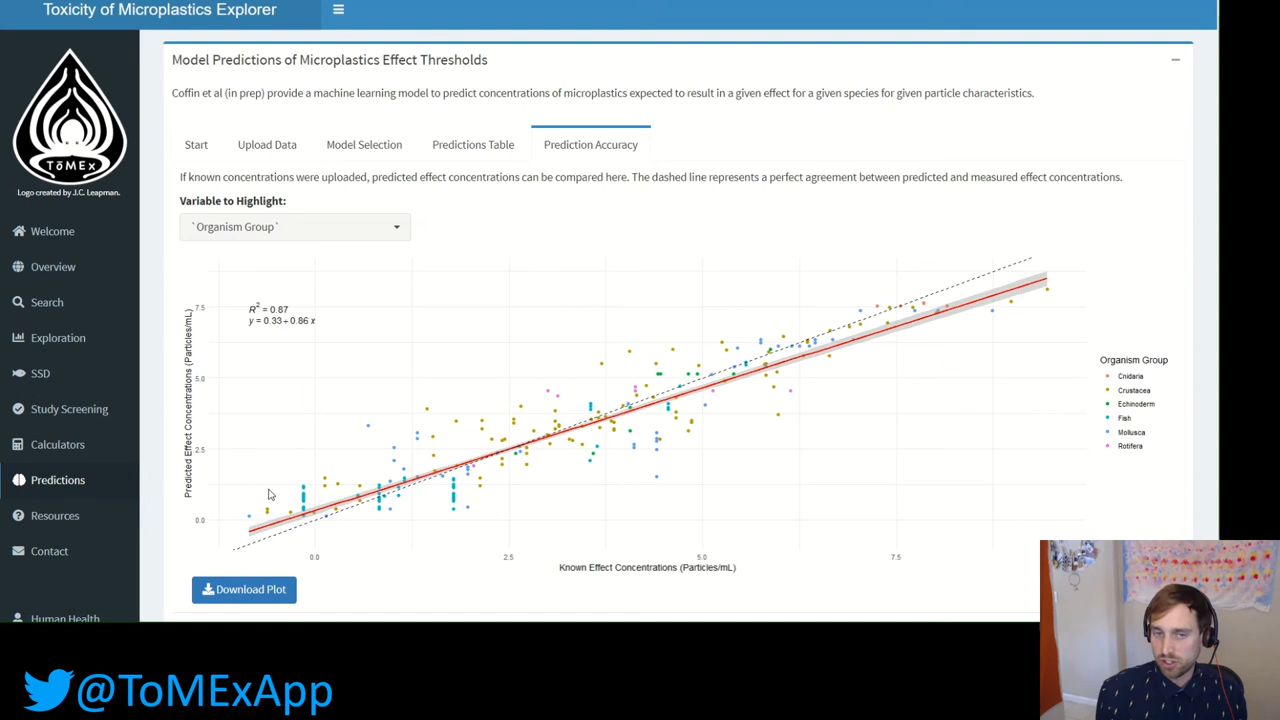 Toxicity of Microplastics Explorer
TōMEx
Logo created by J.C. Leapman.
Welcome
Overview
Search
Exploration
SSD
Study Screening
Calculators
Predictions
Resources
Contact
Human Health
Model Predictions of Microplastics Effect Thresholds
Coffin et al (in prep) provide a machine learning model to predict concentrations of microplastics expected to result in a given effect for a given species for given particle characteristics.
Start Upload Data Model Selection Predictions Table Prediction Accuracy
If known concentrations were uploaded, predicted effect concentrations can be compared here. The dashed line represents a perfect agreement between predicted and measured effect concentrations.
Variable to Highlight:
`Organism Group`
R² = 0.87
y = 0.33+0.86 x
Predicted Effect Concentrations (Particles/mL)
7.5
5.0
2.5
0.0
0.0 2.5 5.0 7.5
Known Effect Concentrations (Particles/mL)
Organism Group
Cnidaria
Crustacea
Echinoderm
Fish
Mollusca
Rotifera
Download Plot
@ToMExApp